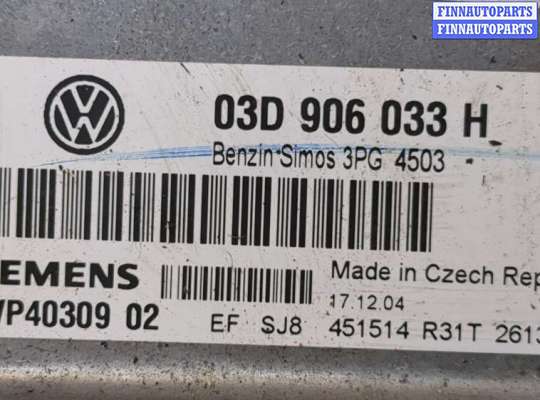 FINNAUTOPARTS
FINNAUTOPARTS
03D 906 033 H
Benzin Simos 3PG 4503
EMENS
Made in Czech Rep
17.12.04
VP40309 02
EF SJ8 451514 R31T 2613